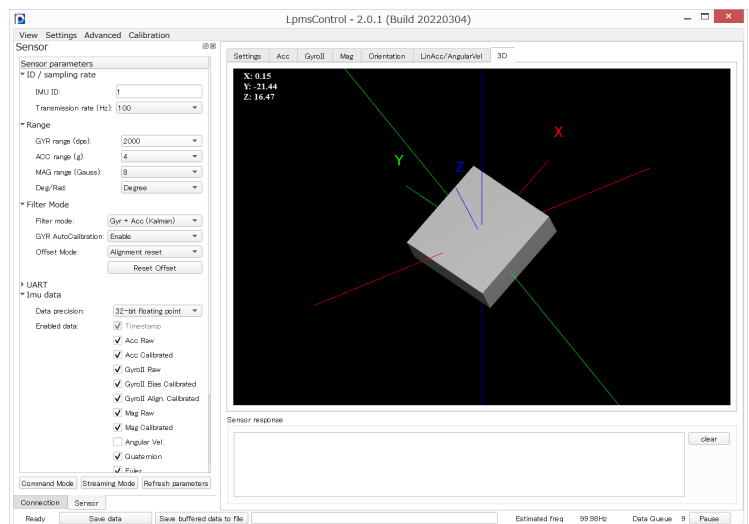 LpmsControl - 2.0.1 (Build 20220304)
View Settings Advanced Calibration
Sensor
Sensor parameters
ID / sampling rate
IMU ID: 1
Transmission rate (Hz): 100
Range
GYR range (dps): 2000
ACC range (g): 4
MAG range (Gauss): 8
Deg/Rad: Degree
Filter Mode
Filter mode: Gyr + Acc (Kalman)
GYR AutoCalibration: Enable
Offset Mode: Alignment reset
Reset Offset
UART
Imu data
Data precision: 32-bit floating point
Enabled data: Timestamp
Acc Raw
Acc Calibrated
GyroII Raw
GyroII Bias Calibrated
GyroII Align. Calibrated
Mag Raw
Mag Calibrated
Angular Vel.
Quaternion
Euler
Command Mode Streaming Mode Refresh parameters
Connection Sensor
Settings Acc GyroII Mag Orientation LinAcc/AngularVel 3D
X: 0.15
Y: -21.44
Z: 16.47
X
Y
Z
Sensor response
clear
Ready Save data Save buffered data to file Estimated freq 99.98Hz Data Queue 9 Pause